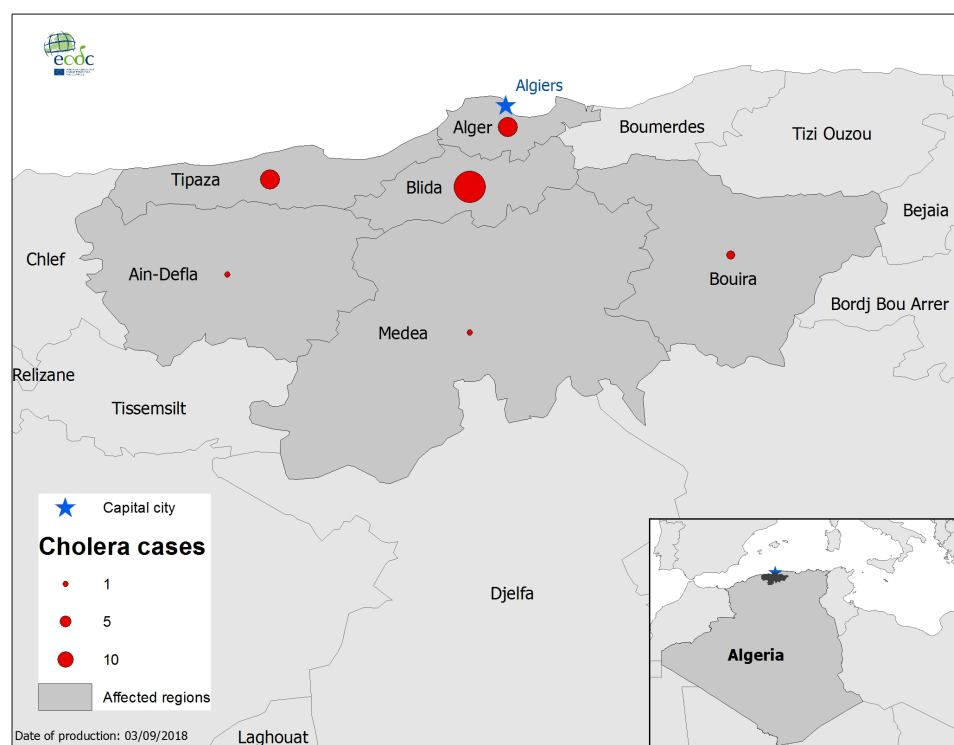 ecdc
Algiers
Alger
Boumerdes
Tizi Ouzou
Tipaza
Blida
Bejaia
Chlef
Ain-Defla
Bouira
Bordj Bou Arrer
Medea
Relizane
Tissemsilt
Capital city
Cholera cases
1
5
10
Affected regions
Djelfa
Algeria
Date of production: 03/09/2018
Laghouat